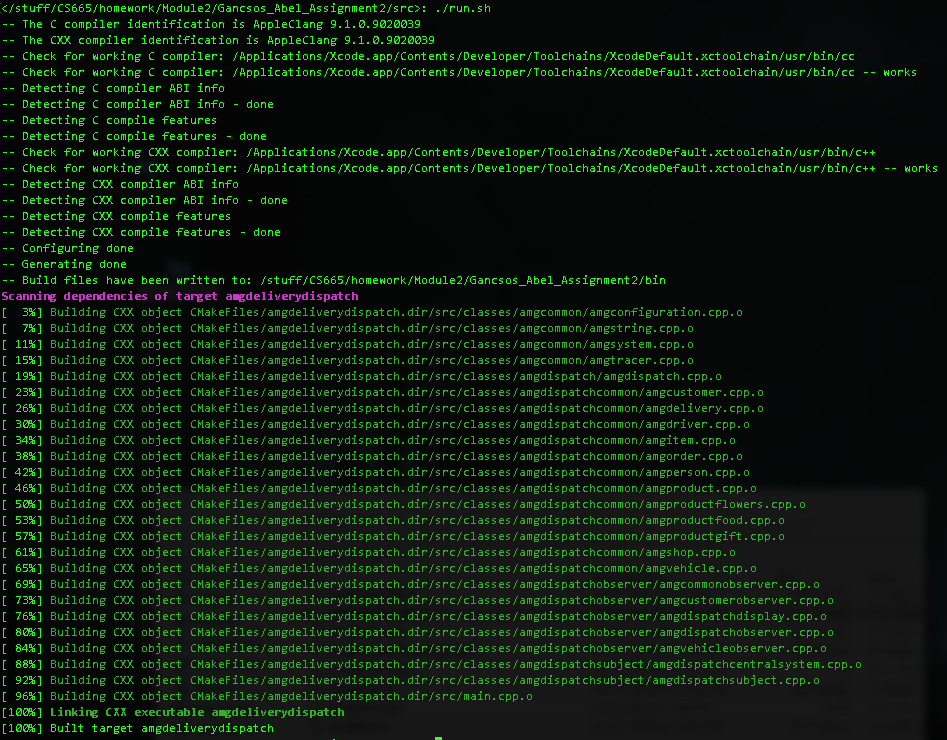 </stuff/CS665/homework/Module2/Gancsos_Abel_Assignment2/src>: ./run.sh
-- The C compiler identification is AppleClang 9.1.0.9020039
-- The CXX compiler identification is AppleClang 9.1.0.9020039
-- Check for working C compiler: /Applications/Xcode.app/Contents/Developer/Toolchains/XcodeDefault.xctoolchain/usr/bin/cc
-- Check for working C compiler: /Applications/Xcode.app/Contents/Developer/Toolchains/XcodeDefault.xctoolchain/usr/bin/cc -- works
-- Detecting C compiler ABI info
-- Detecting C compiler ABI info - done
-- Detecting C compile features
-- Detecting C compile features - done
-- Check for working CXX compiler: /Applications/Xcode.app/Contents/Developer/Toolchains/XcodeDefault.xctoolchain/usr/bin/c++
-- Check for working CXX compiler: /Applications/Xcode.app/Contents/Developer/Toolchains/XcodeDefault.xctoolchain/usr/bin/c++ -- works
-- Detecting CXX compiler ABI info
-- Detecting CXX compiler ABI info - done
-- Detecting CXX compile features
-- Detecting CXX compile features - done
-- Configuring done
-- Generating done
-- Build files have been written to: /stuff/CS665/homework/Module2/Gancsos_Abel_Assignment2/bin
Scanning dependencies of target amgdeliverydispatch
[  3%] Building CXX object CMakeFiles/amgdeliverydispatch.dir/src/classes/amgcommon/amgconfiguration.cpp.o
[  7%] Building CXX object CMakeFiles/amgdeliverydispatch.dir/src/classes/amgcommon/amgstring.cpp.o
[ 11%] Building CXX object CMakeFiles/amgdeliverydispatch.dir/src/classes/amgcommon/amgsystem.cpp.o
[ 15%] Building CXX object CMakeFiles/amgdeliverydispatch.dir/src/classes/amgcommon/amgtracer.cpp.o
[ 19%] Building CXX object CMakeFiles/amgdeliverydispatch.dir/src/classes/amgdispatch/amgdispatch.cpp.o
[ 23%] Building CXX object CMakeFiles/amgdeliverydispatch.dir/src/classes/amgdispatchcommon/amgcustomer.cpp.o
[ 26%] Building CXX object CMakeFiles/amgdeliverydispatch.dir/src/classes/amgdispatchcommon/amgdelivery.cpp.o
[ 30%] Building CXX object CMakeFiles/amgdeliverydispatch.dir/src/classes/amgdispatchcommon/amgdriver.cpp.o
[ 34%] Building CXX object CMakeFiles/amgdeliverydispatch.dir/src/classes/amgdispatchcommon/amgitem.cpp.o
[ 38%] Building CXX object CMakeFiles/amgdeliverydispatch.dir/src/classes/amgdispatchcommon/amgorder.cpp.o
[ 42%] Building CXX object CMakeFiles/amgdeliverydispatch.dir/src/classes/amgdispatchcommon/amgperson.cpp.o
[ 46%] Building CXX object CMakeFiles/amgdeliverydispatch.dir/src/classes/amgdispatchcommon/amgproduct.cpp.o
[ 50%] Building CXX object CMakeFiles/amgdeliverydispatch.dir/src/classes/amgdispatchcommon/amgproductflowers.cpp.o
[ 53%] Building CXX object CMakeFiles/amgdeliverydispatch.dir/src/classes/amgdispatchcommon/amgproductfood.cpp.o
[ 57%] Building CXX object CMakeFiles/amgdeliverydispatch.dir/src/classes/amgdispatchcommon/amgproductgift.cpp.o
[ 61%] Building CXX object CMakeFiles/amgdeliverydispatch.dir/src/classes/amgdispatchcommon/amgshop.cpp.o
[ 65%] Building CXX object CMakeFiles/amgdeliverydispatch.dir/src/classes/amgdispatchcommon/amgvehicle.cpp.o
[ 69%] Building CXX object CMakeFiles/amgdeliverydispatch.dir/src/classes/amgdispatchobserver/amgcommonobserver.cpp.o
[ 73%] Building CXX object CMakeFiles/amgdeliverydispatch.dir/src/classes/amgdispatchobserver/amgcustomerobserver.cpp.o
[ 76%] Building CXX object CMakeFiles/amgdeliverydispatch.dir/src/classes/amgdispatchobserver/amgdispatchdisplay.cpp.o
[ 80%] Building CXX object CMakeFiles/amgdeliverydispatch.dir/src/classes/amgdispatchobserver/amgdispatchobserver.cpp.o
[ 84%] Building CXX object CMakeFiles/amgdeliverydispatch.dir/src/classes/amgdispatchobserver/amgvehicleobserver.cpp.o
[ 88%] Building CXX object CMakeFiles/amgdeliverydispatch.dir/src/classes/amgdispatchsubject/amgdispatchcentralsystem.cpp.o
[ 92%] Building CXX object CMakeFiles/amgdeliverydispatch.dir/src/classes/amgdispatchsubject/amgdispatchsubject.cpp.o
[ 96%] Building CXX object CMakeFiles/amgdeliverydispatch.dir/src/main.cpp.o
[100%] Linking CXX executable amgdeliverydispatch
[100%] Built target amgdeliverydispatch